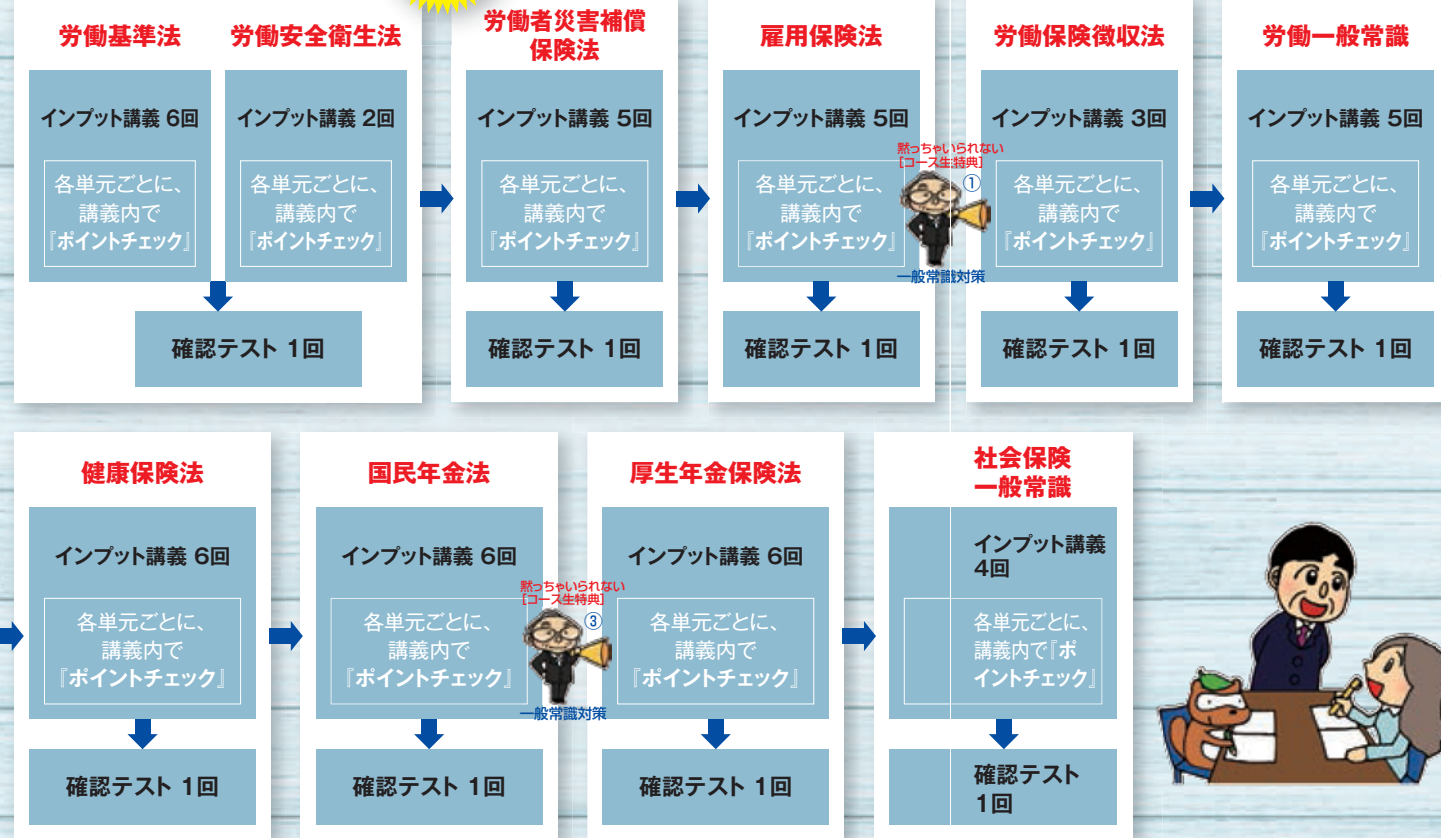 労働基準法
インプット講義 6回
各単元ごとに、
講義内で
『ポイントチェック』
労働安全衛生法
インプット講義 2回
各単元ごとに、
講義内で
『ポイントチェック』
確認テスト 1回
労働者災害補償
保険法
インプット講義 5回
各単元ごとに、
講義内で
『ポイントチェック』
確認テスト 1回
雇用保険法
インプット講義 5回
各単元ごとに、
講義内で
『ポイントチェック』
確認テスト 1回
黙っちゃいられない
[コース生特典]
①
一般常識対策
労働保険徴収法
インプット講義 3回
各単元ごとに、
講義内で
『ポイントチェック』
確認テスト 1回
労働一般常識
インプット講義 5回
各単元ごとに、
講義内で
『ポイントチェック』
確認テスト 1回
健康保険法
インプット講義 6回
各単元ごとに、
講義内で
『ポイントチェック』
確認テスト 1回
国民年金法
インプット講義 6回
各単元ごとに、
講義内で
『ポイントチェック』
確認テスト 1回
黙っちゃいられない
[コース生特典]
③
一般常識対策
厚生年金保険法
インプット講義 6回
各単元ごとに、
講義内で
『ポイントチェック』
確認テスト 1回
社会保険
一般常識
インプット講義
4回
各単元ごとに、
講義内で『ポ
イントチェック』
確認テスト
1回